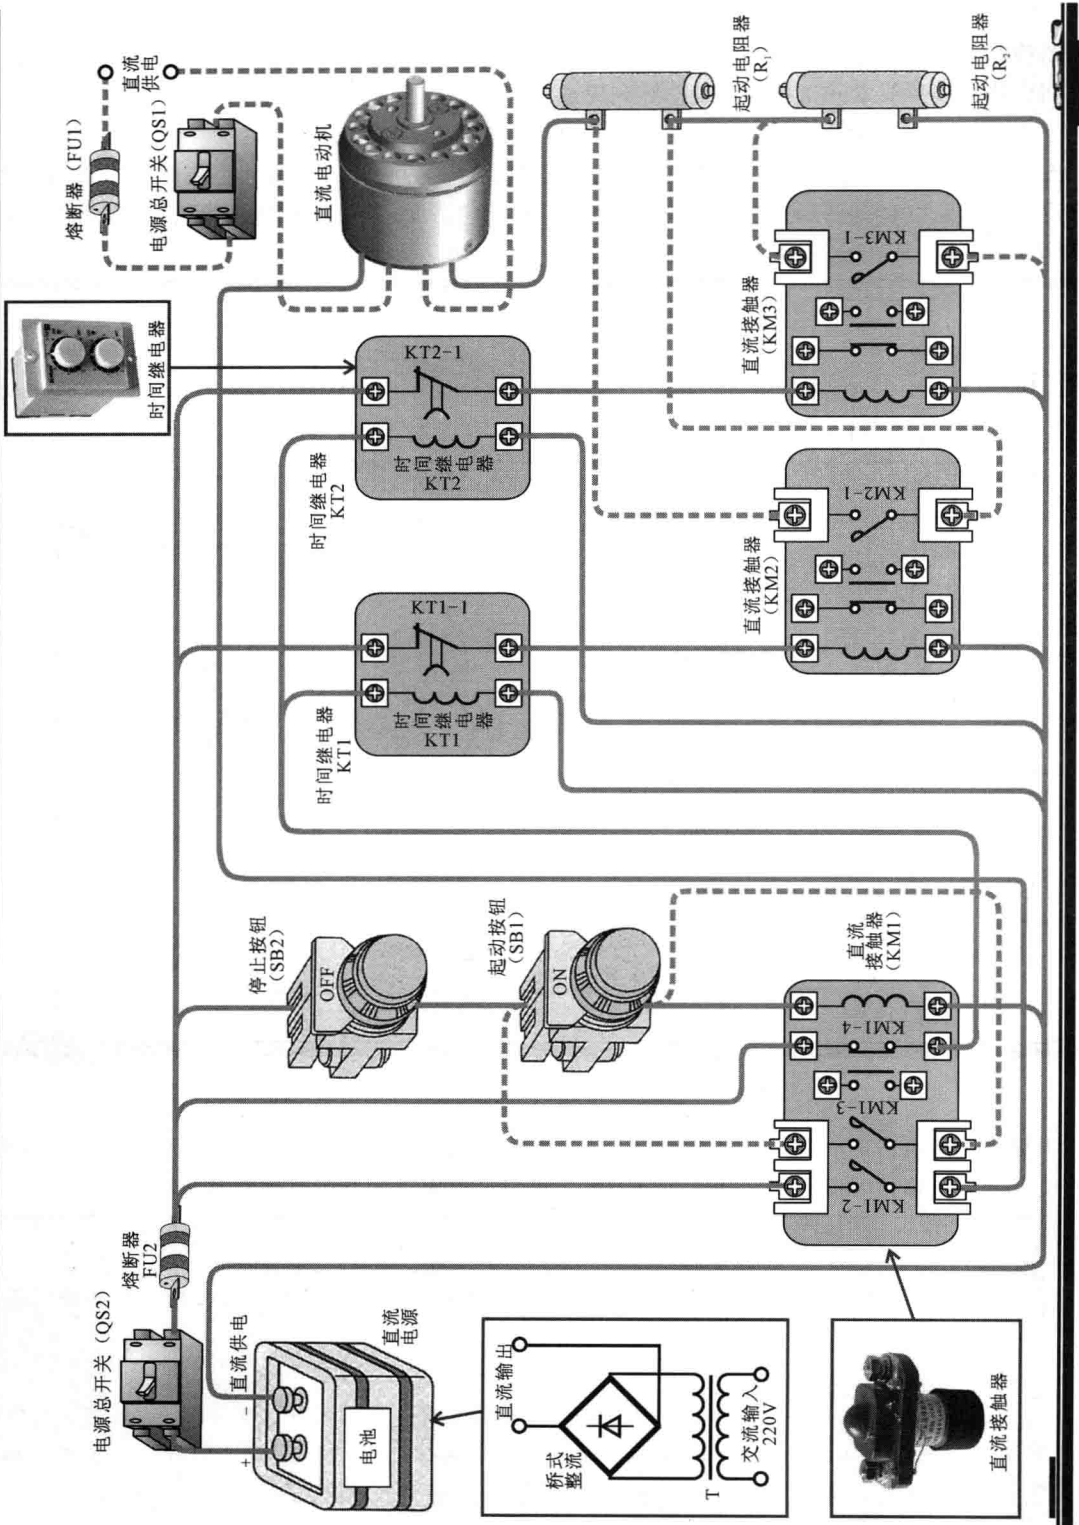 直流
供电
熔断器（FU1）
电源总开关（QS1）
直流电动机
起动电阻器
（R₁）
起动电阻器
（R₂）
时间继电器
KT2-1
时间继电器
KT2
时间继电器
KT2
KT1-1
时间继电器
KT1
时间继电器
KT1
直流接触器
（KM3）
KM3-1
直流接触器
（KM2）
KM2-1
停止按钮
（SB2）
OFF
起动按钮
（SB1）
ON
直流
接触器
（KM1）
KM1-4
KM1-3
KM1-2
熔断器
FU2
电源总开关（QS2）
直流供电
+
-
直流
电源
电池
直流输出
桥式
整流
T
交流输入
220V
直流接触器